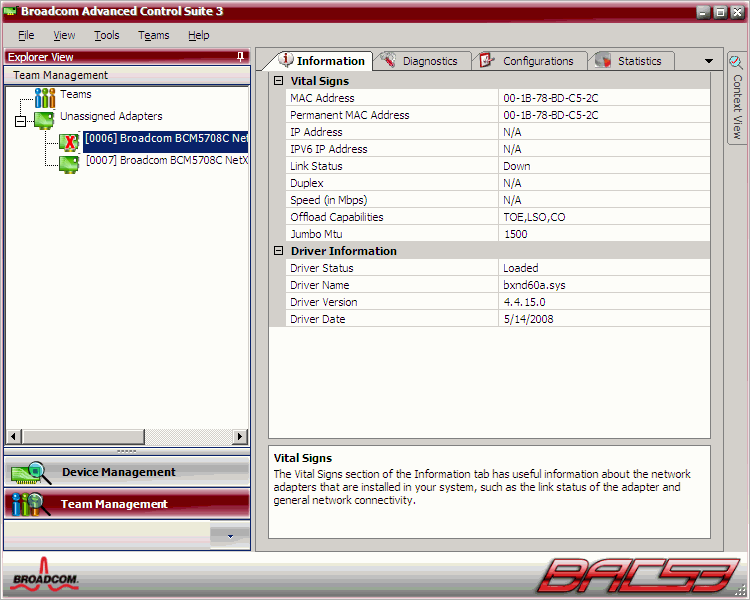 Broadcom Advanced Control Suite 3
File View Tools Teams Help
Explorer View
Team Management
Teams
Unassigned Adapters
[0006] Broadcom BCM5708C Net
[0007] Broadcom BCM5708C NetX
Information Diagnostics Configurations Statistics
Vital Signs
MAC Address 00-1B-78-BD-C5-2C
Permanent MAC Address 00-1B-78-BD-C5-2C
IP Address N/A
IPV6 IP Address N/A
Link Status Down
Duplex N/A
Speed (in Mbps) N/A
Offload Capabilities TOE,LSO,CO
Jumbo Mtu 1500
Driver Information
Driver Status Loaded
Driver Name bxnd60a.sys
Driver Version 4.4.15.0
Driver Date 5/14/2008
Context View
Device Management
Team Management
Vital Signs
The Vital Signs section of the Information tab has useful information about the network
adapters that are installed in your system, such as the link status of the adapter and
general network connectivity.
BROADCOM.
BACS3